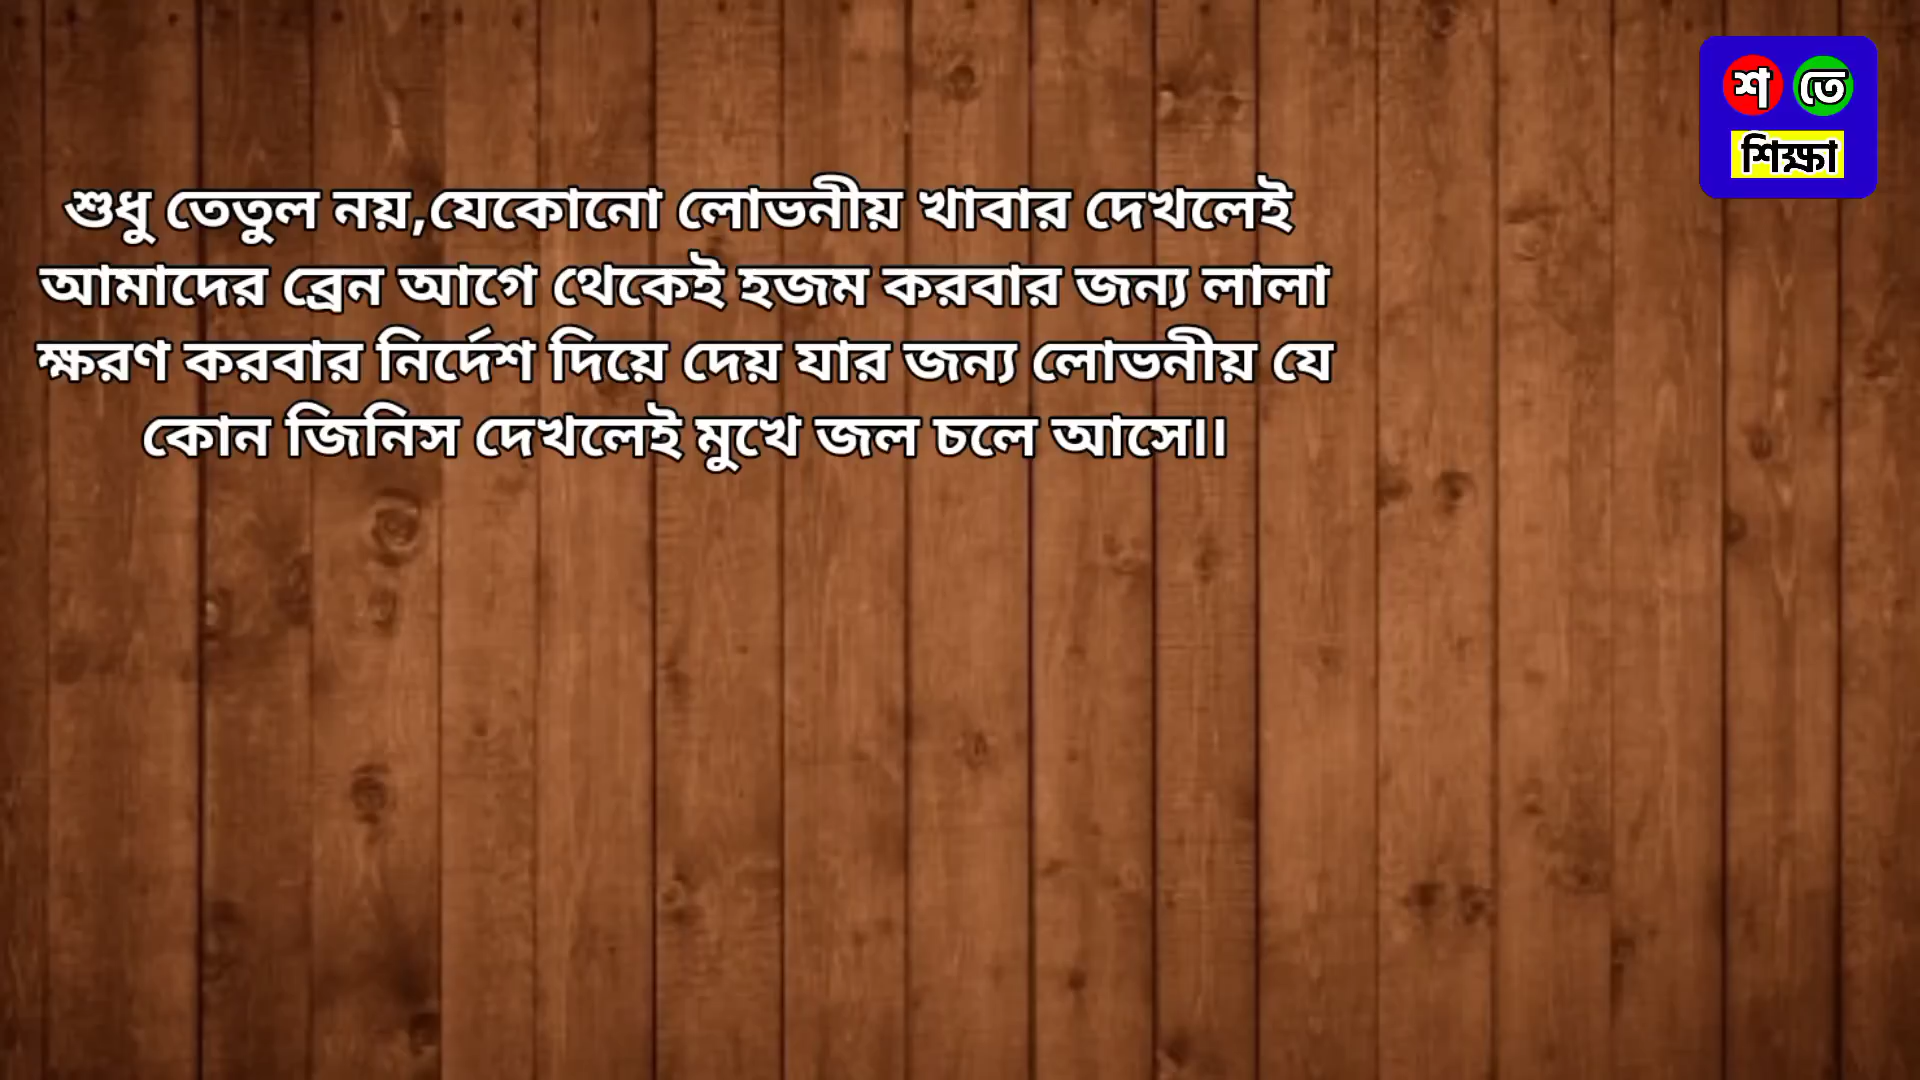 শ তে
শিক্ষা
শুধু তেতুল নয়,যেকোনো লোভনীয় খাবার দেখলেই
আমাদের ব্রেন আগে থেকেই হজম করবার জন্য লালা
ক্ষরণ করবার নির্দেশ দিয়ে দেয় যার জন্য লোভনীয় যে
কোন জিনিস দেখলেই মুখে জল চলে আসে।।